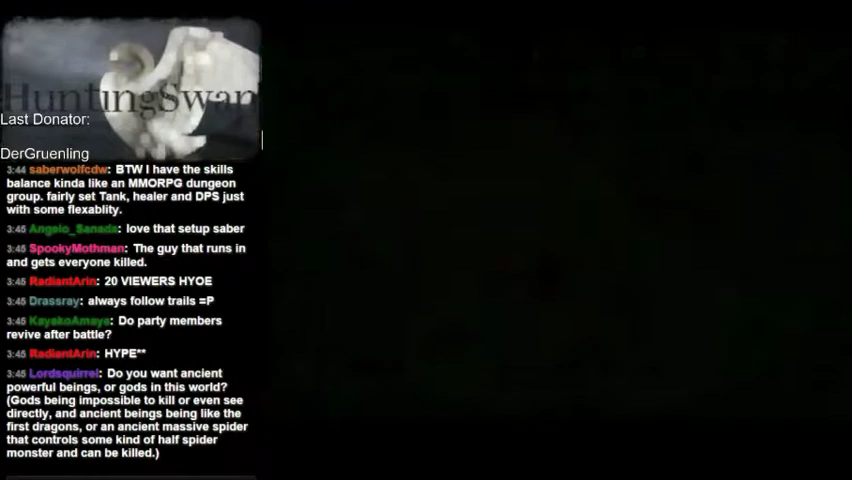 HuntingSwan
Last Donator:
DerGruenling
3:44 saberwolfcdw: BTW I have the skills
balance kinda like an MMORPG dungeon
group. fairly set Tank, healer and DPS just
with some flexablity.
3:45 Angelo_Sanada: love that setup saber
3:45 SpookyMothman: The guy that runs in
and gets everyone killed.
3:45 RadiantArin: 20 VIEWERS HYOE
3:45 Drassray: always follow trails =P
3:45 KayekoAmaya: Do party members
revive after battle?
3:45 RadiantArin: HYPE**
3:45 Lordsquirrel: Do you want ancient
powerful beings, or gods in this world?
(Gods being impossible to kill or even see
directly, and ancient beings being like the
first dragons, or an ancient massive spider
that controls some kind of half spider
monster and can be killed.)